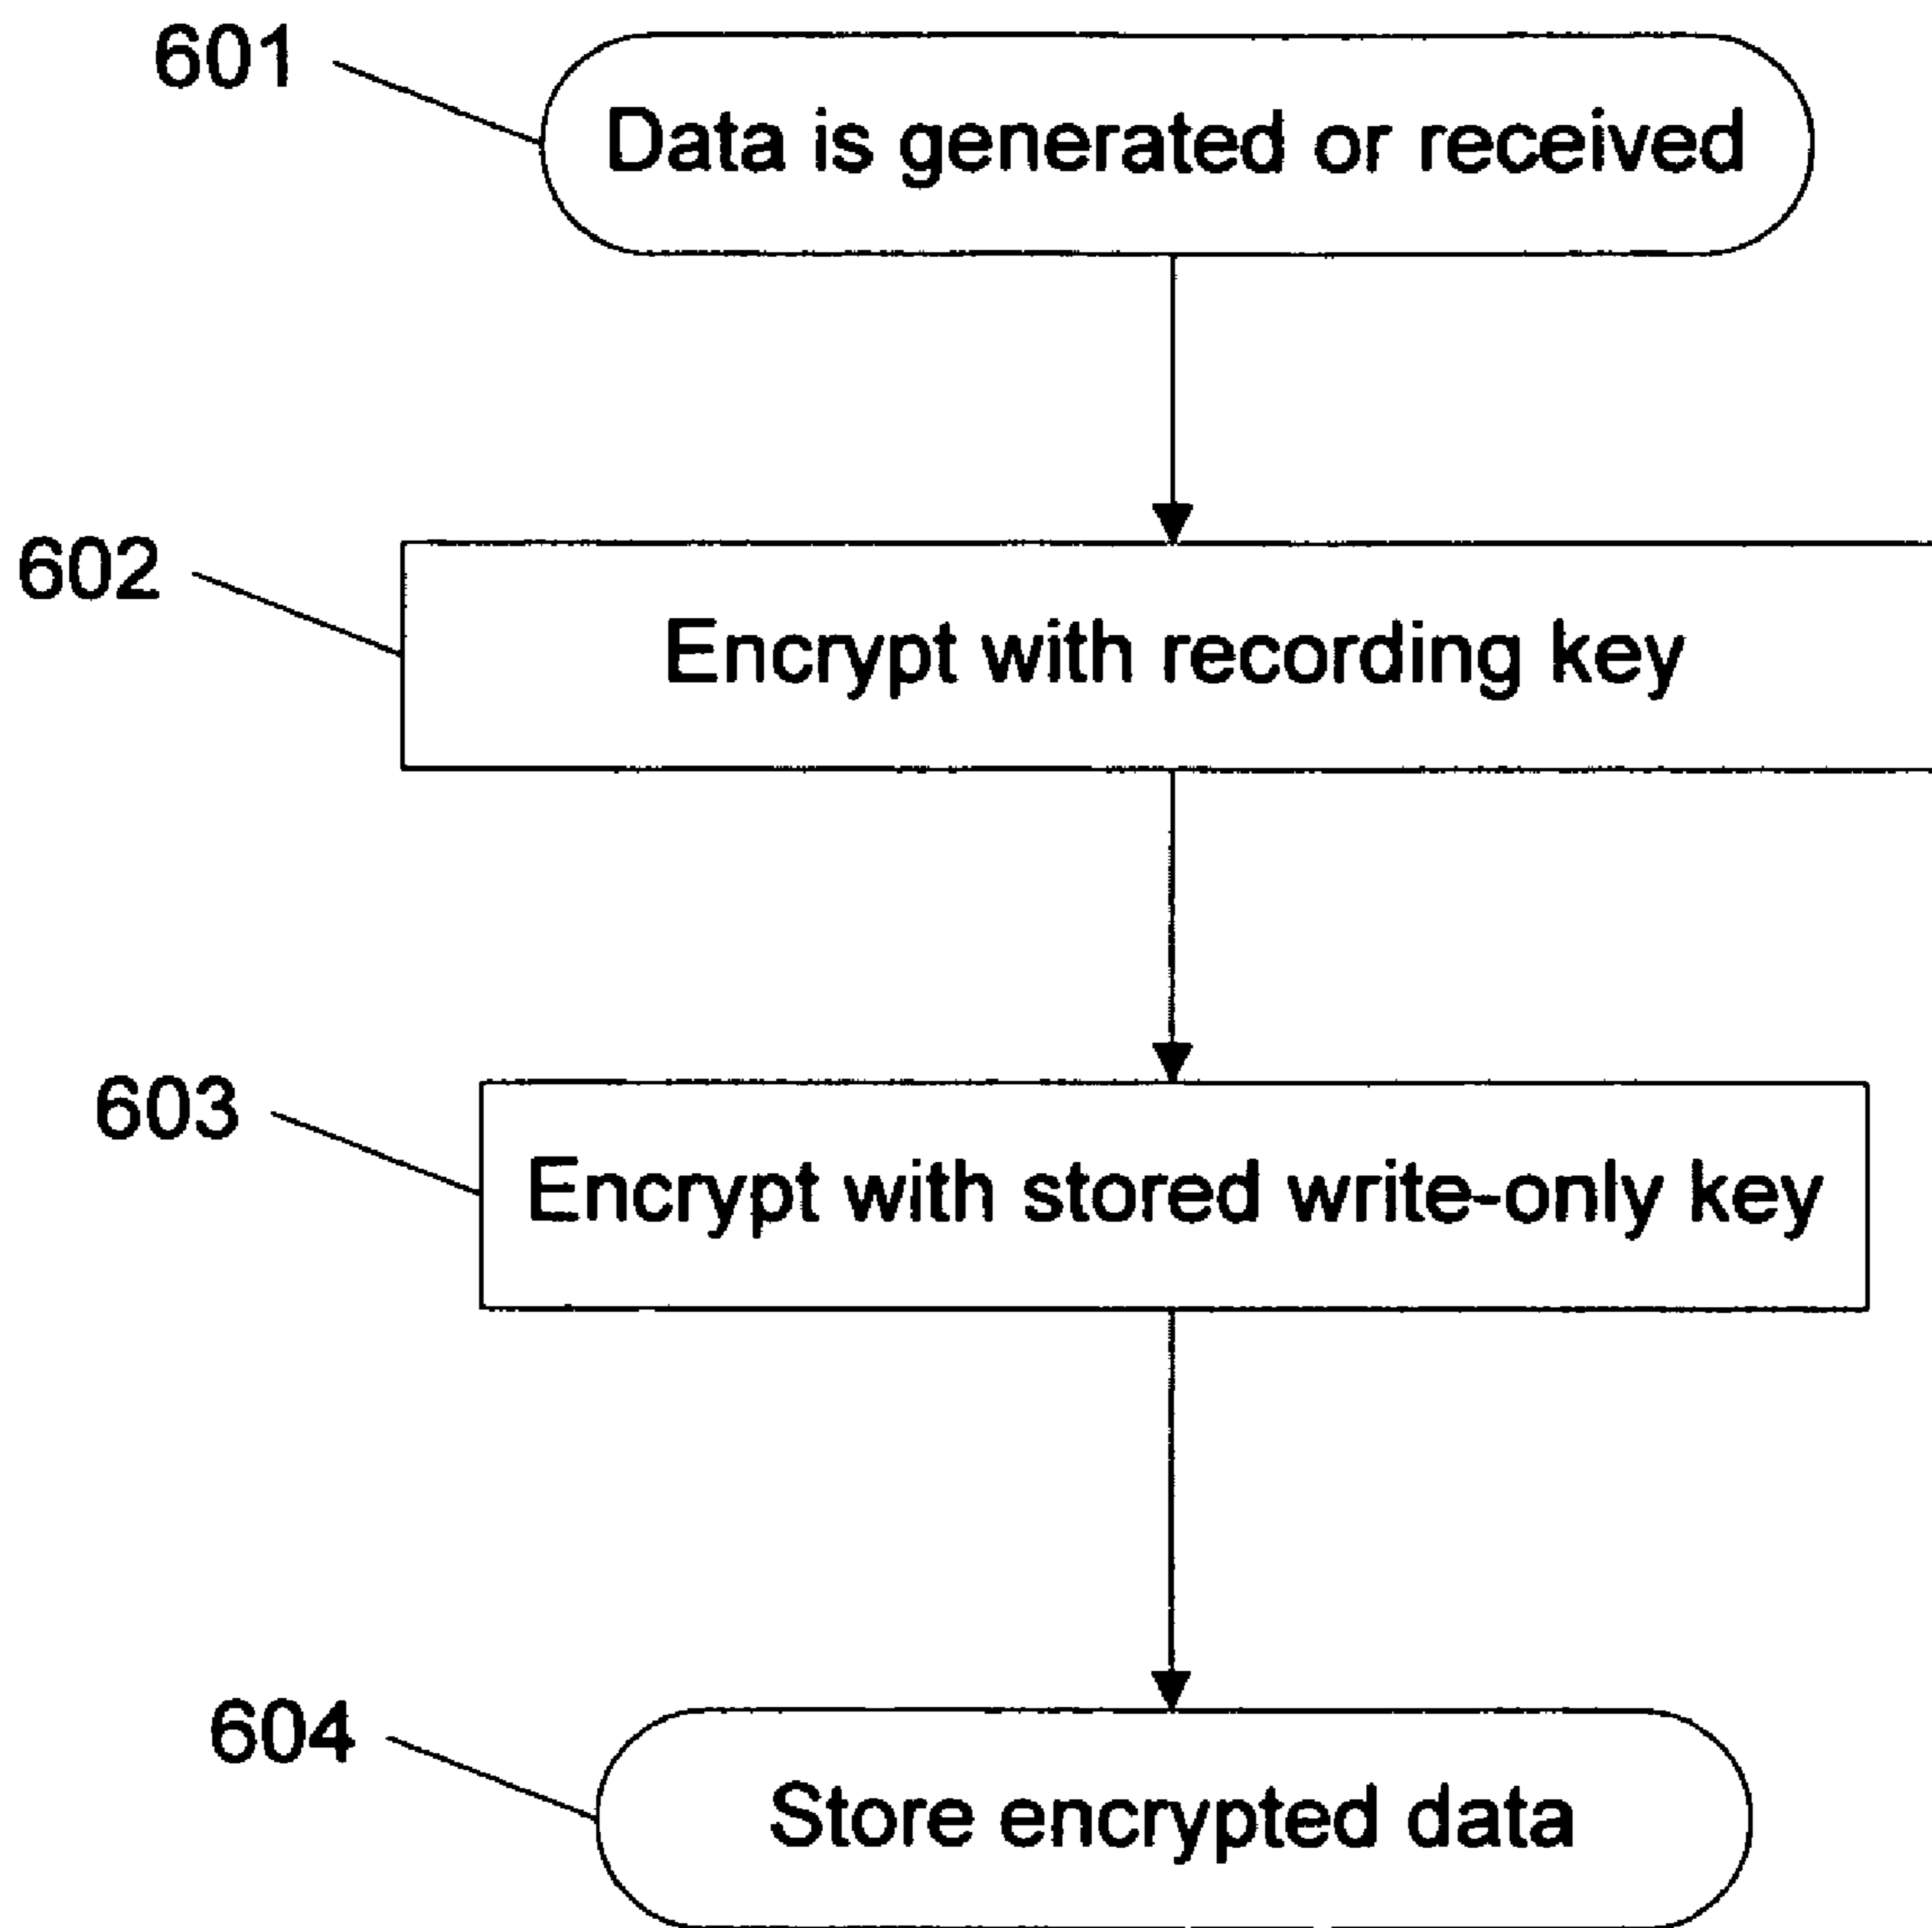 601
Data is generated or received
602
Encrypt with recording key
603
Encrypt with stored write-only key
604
Store encrypted data